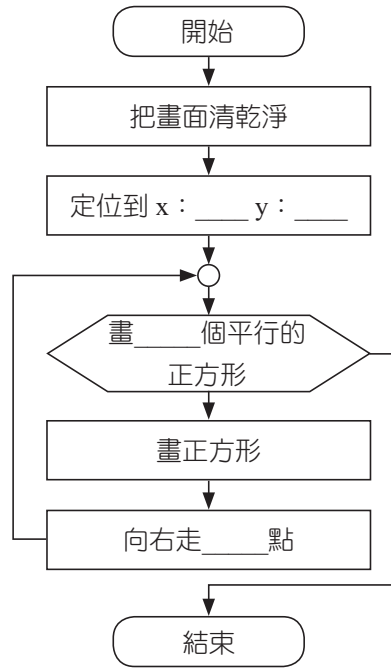 開始
把畫面清乾淨
定位到 x：____ y：____
畫_____個平行的
正方形
畫正方形
向右走_____點
結束